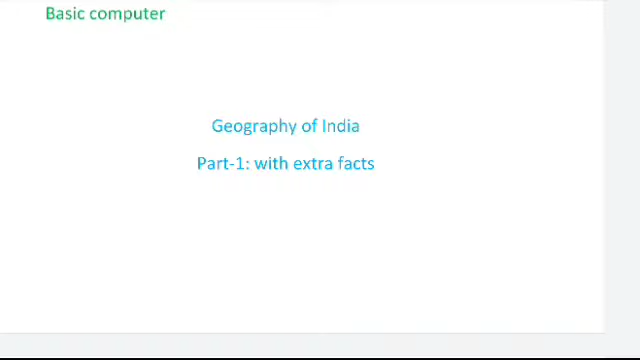 Basic computer
Geography of India
Part-1: with extra facts